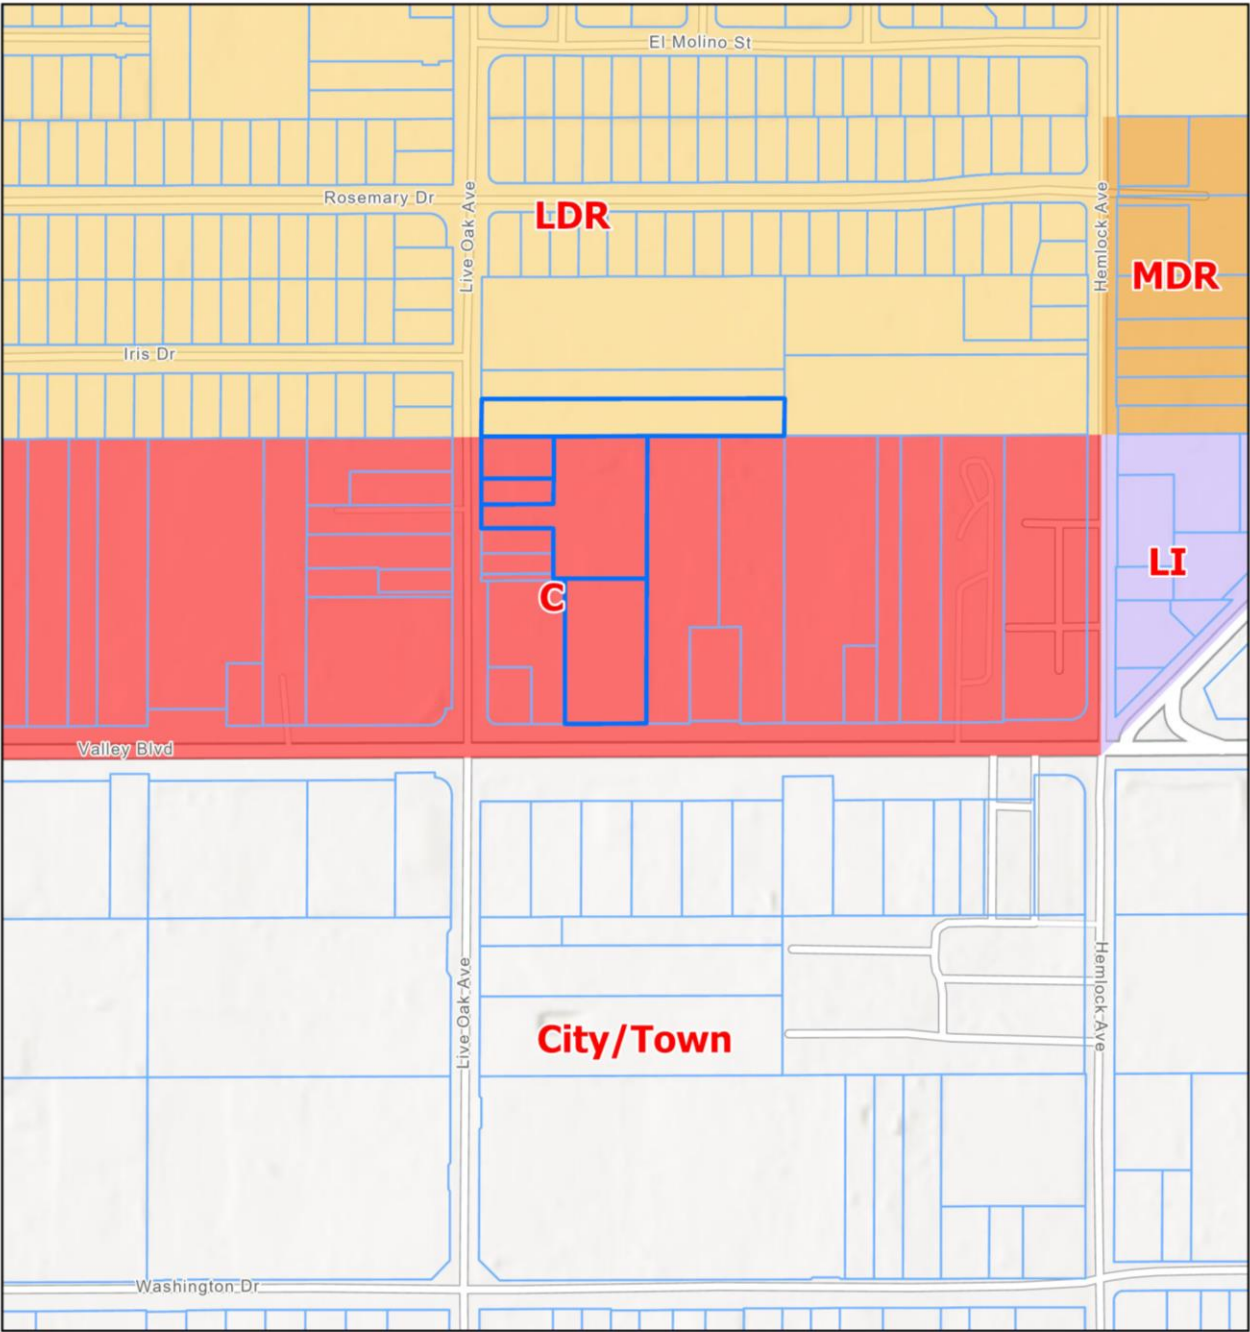 El Molino St
Rosemary Dr
Live Oak Ave
LDR
Hemlock Ave
MDR
Iris Dr
LI
C
Valley Blvd
Live Oak Ave
Hemlock Ave
City/Town
Washington Dr